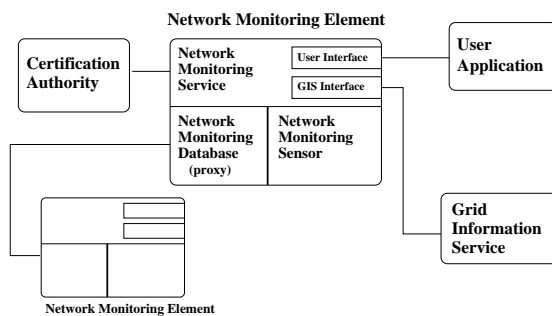 Network Monitoring Element
Certification
Authority
Network
Monitoring
Service
User Interface
GIS Interface
User
Application
Network
Monitoring
Database
(proxy)
Network
Monitoring
Sensor
Grid
Information
Service
Network Monitoring Element